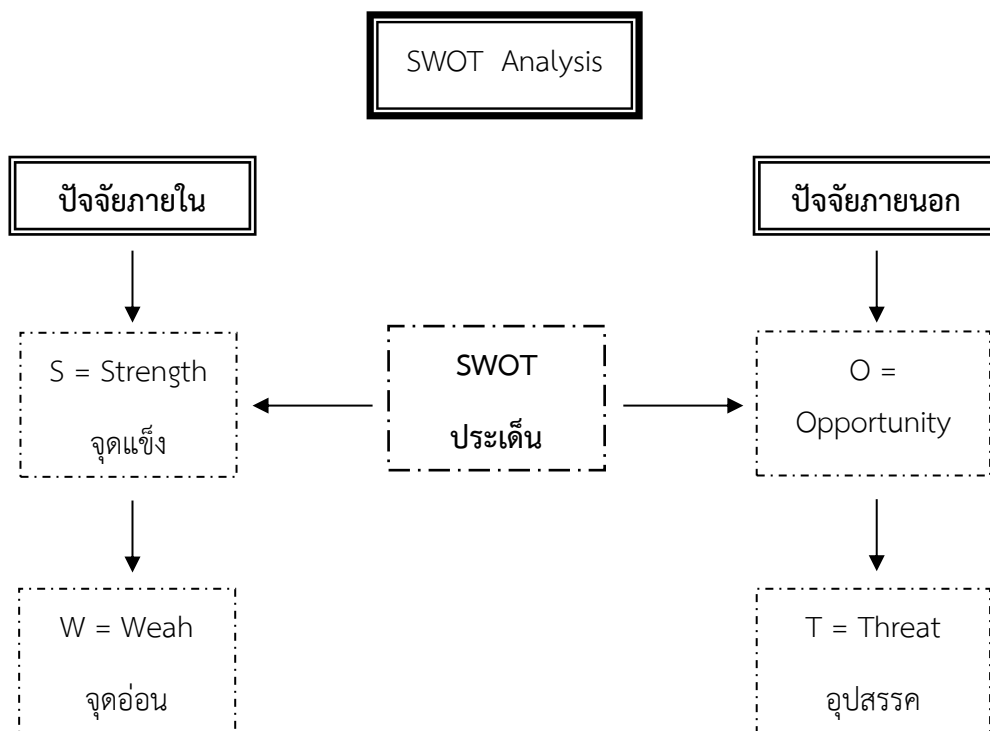 SWOT Analysis
ปัจจัยภายใน
ปัจจัยภายนอก
S = Strength
จุดแข็ง
SWOT
ประเด็น
O =
Opportunity
W = Weah
จุดอ่อน
T = Threat
อุปสรรค